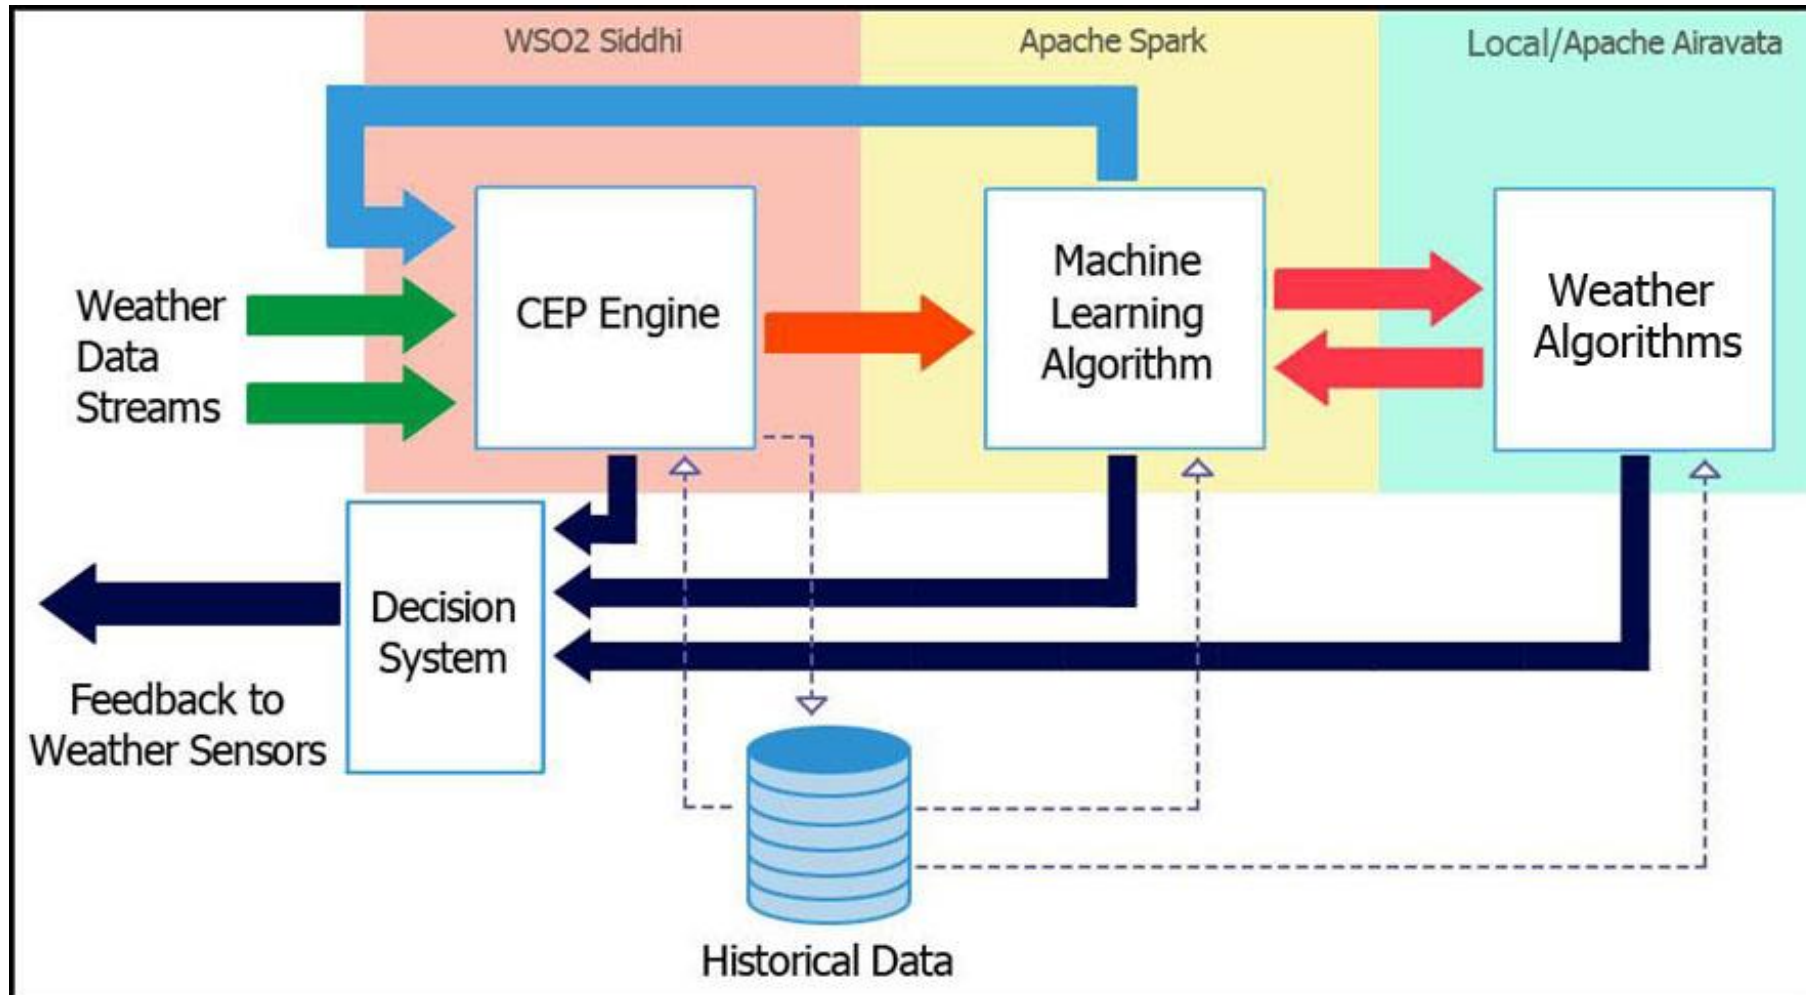 WSO2 Siddhi
Apache Spark
Local/Apache Airavata
Weather
Data
Streams
CEP Engine
Machine
Learning
Algorithm
Weather
Algorithms
Decision
System
Feedback to
Weather Sensors
Historical Data